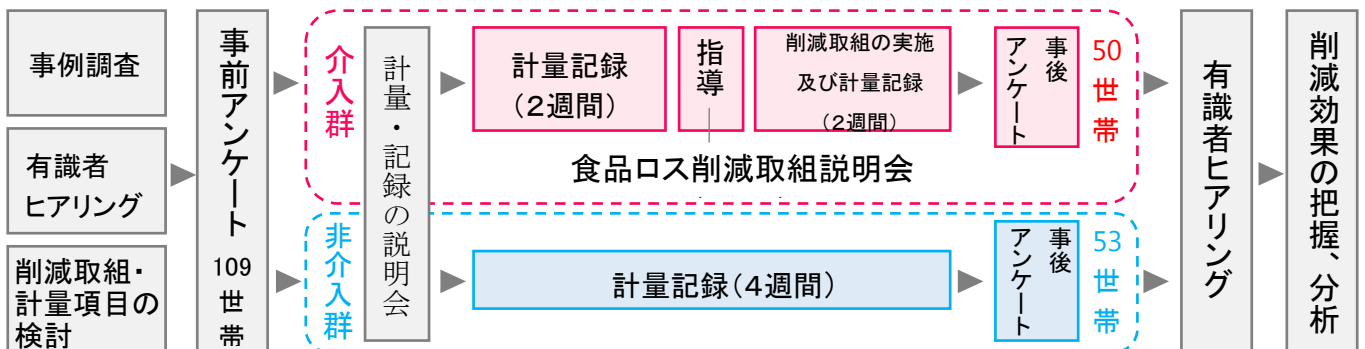 事例調査
有識者
ヒアリング
削減取組・
計量項目の
検討
事前アンケート
109
世
帯
介入群
計量・記録の説明会
計量記録
(2週間)
指導
削減取組の実施
及び計量記録
(2週間)
事後
アンケート
50
世
帯
食品ロス削減取組説明会
非介入群
計量記録(4週間)
事後
アンケート
53
世
帯
有識者ヒアリング
削減効果の把握、分析